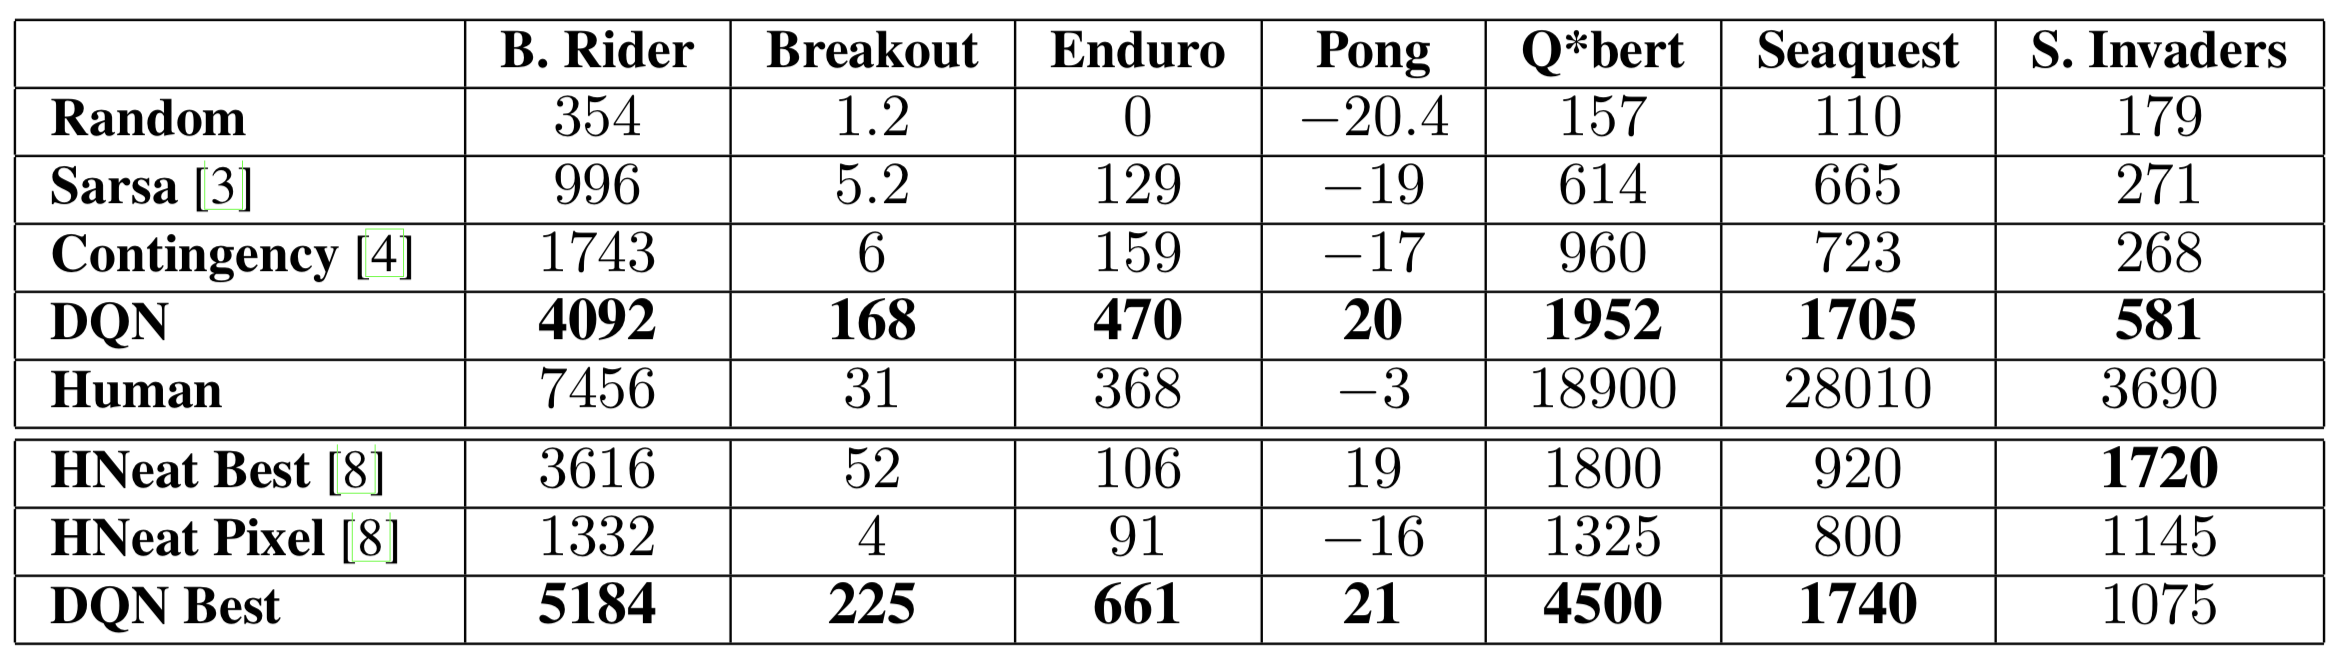 B. Rider Breakout Enduro Pong Q*bert Seaquest S. Invaders
Random 354 1.2 0 −20.4 157 110 179
Sarsa [3] 996 5.2 129 −19 614 665 271
Contingency [4] 1743 6 159 −17 960 723 268
DQN 4092 168 470 20 1952 1705 581
Human 7456 31 368 −3 18900 28010 3690
HNeat Best [8] 3616 52 106 19 1800 920 1720
HNeat Pixel [8] 1332 4 91 −16 1325 800 1145
DQN Best 5184 225 661 21 4500 1740 1075